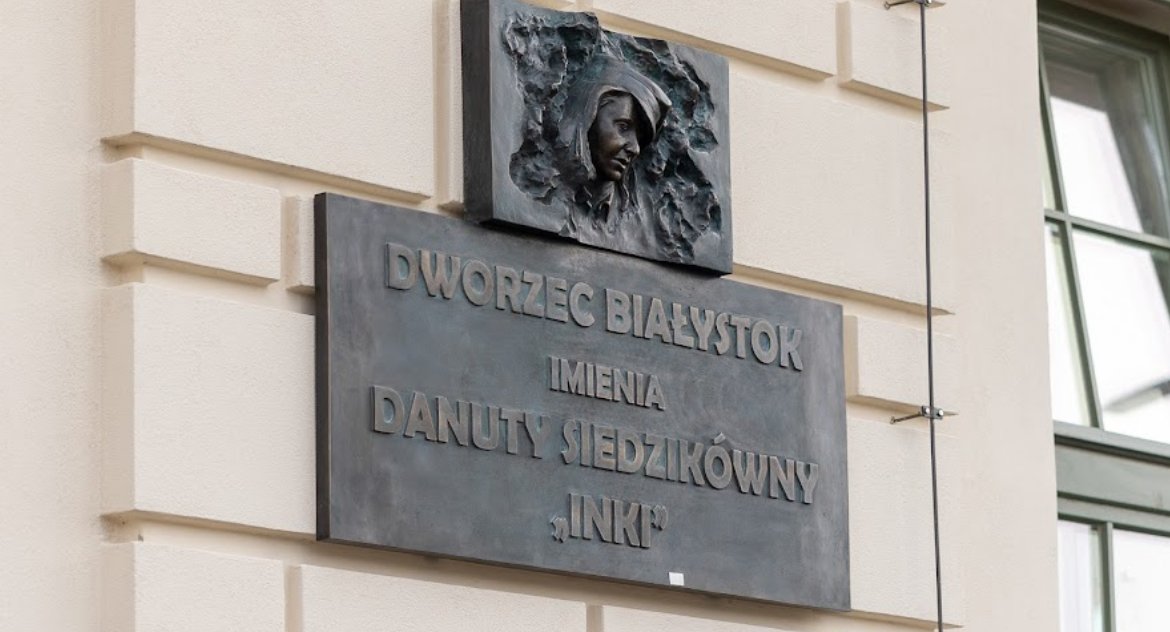 DWORZEC BIAŁYSTOK
IMIENIA
DANUTY SIEDZIKÓWNY
„INKI”